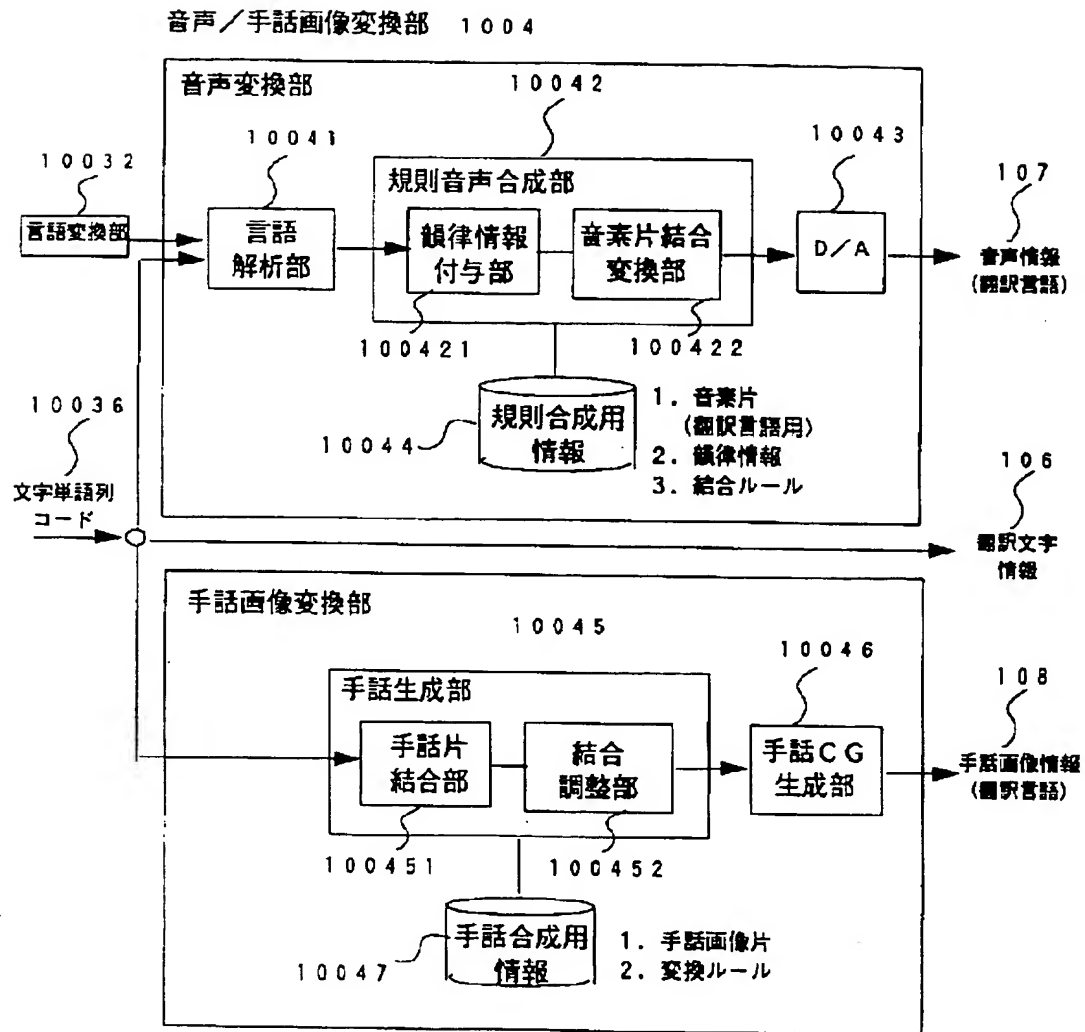 音声／手話画像変換部 1004
音声変換部
10042
10041
10043
10032
107
規則音声合成部
言語変換部
言語
解析部
韻律情報
付与部
音素片結合
変換部
D／A
音声情報
(翻訳言語)
100421
100422
10036
規則合成用
情報
10044
1. 音素片
(翻訳言語用)
2. 韻律情報
3. 結合ルール
106
文字単語列
コード
翻訳文字
情報
手話画像変換部
10045
10046
108
手話生成部
手話片
結合部
結合
調整部
手話CG
生成部
手話画像情報
(翻訳言語)
100451
100452
手話合成用
情報
10047
1. 手話画像片
2. 変換ルール